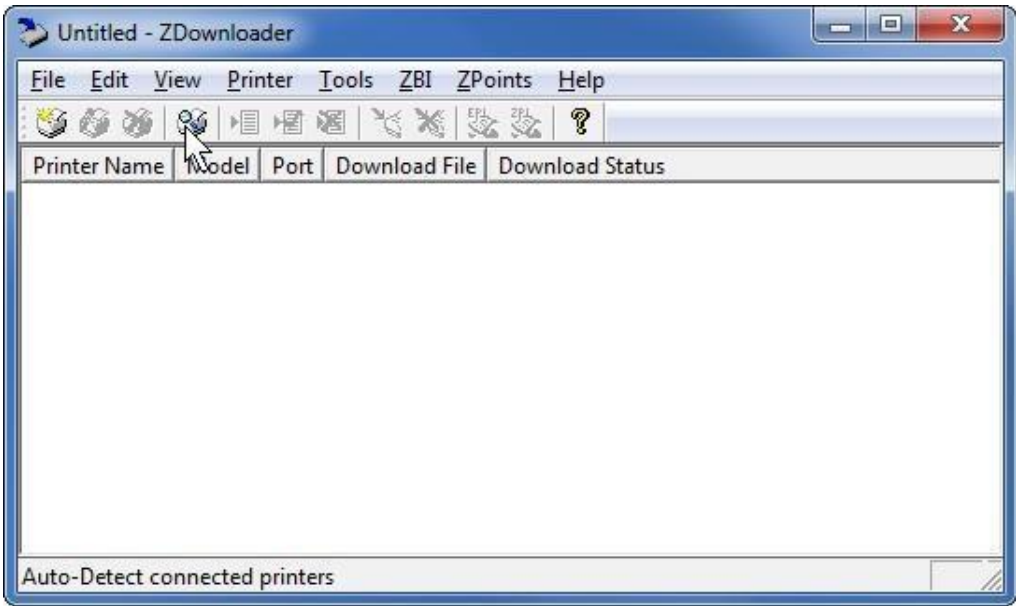 Untitled - ZDownloader
File Edit View Printer Tools ZBI ZPoints Help
Printer Name Model Port Download File Download Status
Auto-Detect connected printers